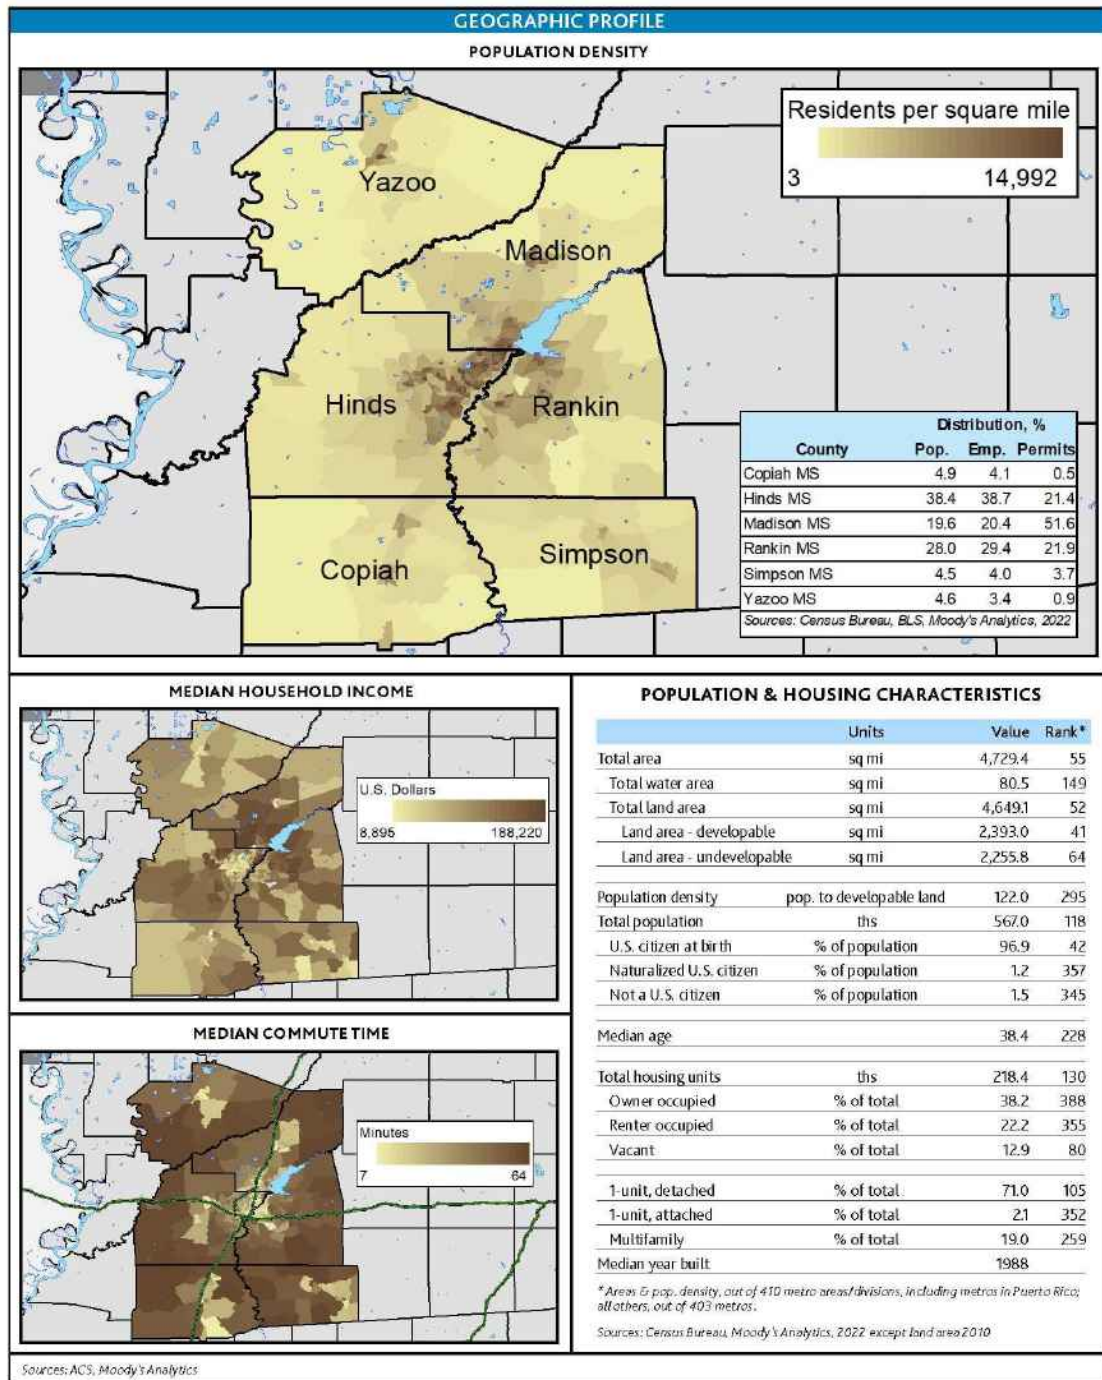 GEOGRAPHIC PROFILE
POPULATION DENSITY
Residents per square mile
3 14,992
Yazoo
Madison
Hinds
Rankin
Copiah
Simpson
Distribution, %
County Pop. Emp. Permits
Copiah MS 4.9 4.1 0.5
Hinds MS 38.4 38.7 21.4
Madison MS 19.6 20.4 51.6
Rankin MS 28.0 29.4 21.9
Simpson MS 4.5 4.0 3.7
Yazoo MS 4.6 3.4 0.9
Sources: Census Bureau, BLS, Moody's Analytics, 2022
MEDIAN HOUSEHOLD INCOME
U.S. Dollars
8,895 188,220
MEDIAN COMMUTE TIME
Minutes
7 64
POPULATION & HOUSING CHARACTERISTICS
Units Value Rank*
Total area sq mi 4,729.4 55
Total water area sq mi 80.5 149
Total land area sq mi 4,649.1 52
Land area - developable sq mi 2,393.0 41
Land area - undevelopable sq mi 2,255.8 64
Population density pop. to developable land 122.0 295
Total population ths 567.0 118
U.S. citizen at birth % of population 96.9 42
Naturalized U.S. citizen % of population 1.2 357
Not a U.S. citizen % of population 1.5 345
Median age 38.4 228
Total housing units ths 218.4 130
Owner occupied % of total 38.2 388
Renter occupied % of total 22.2 355
Vacant % of total 12.9 80
1-unit, detached % of total 71.0 105
1-unit, attached % of total 2.1 352
Multifamily % of total 19.0 259
Median year built 1988
* Areas & pop. density, out of 410 metro areas/divisions, including metros in Puerto Rico;
all others, out of 403 metros.
Sources: Census Bureau, Moody's Analytics, 2022 except land area 2010
Sources: ACS, Moody's Analytics